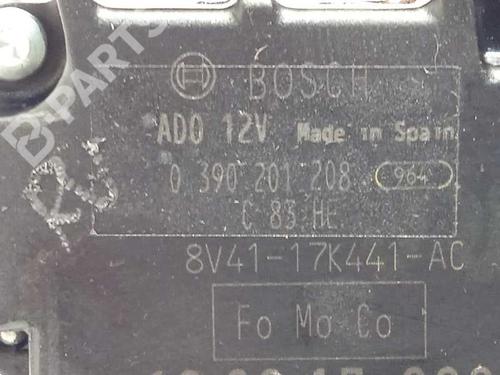 B-PARTS
BOSCH
ADO 12V Made in Spain
0 390 201 208 964
C 83 HE
8V41-17K441-AC
Fo Mo Co